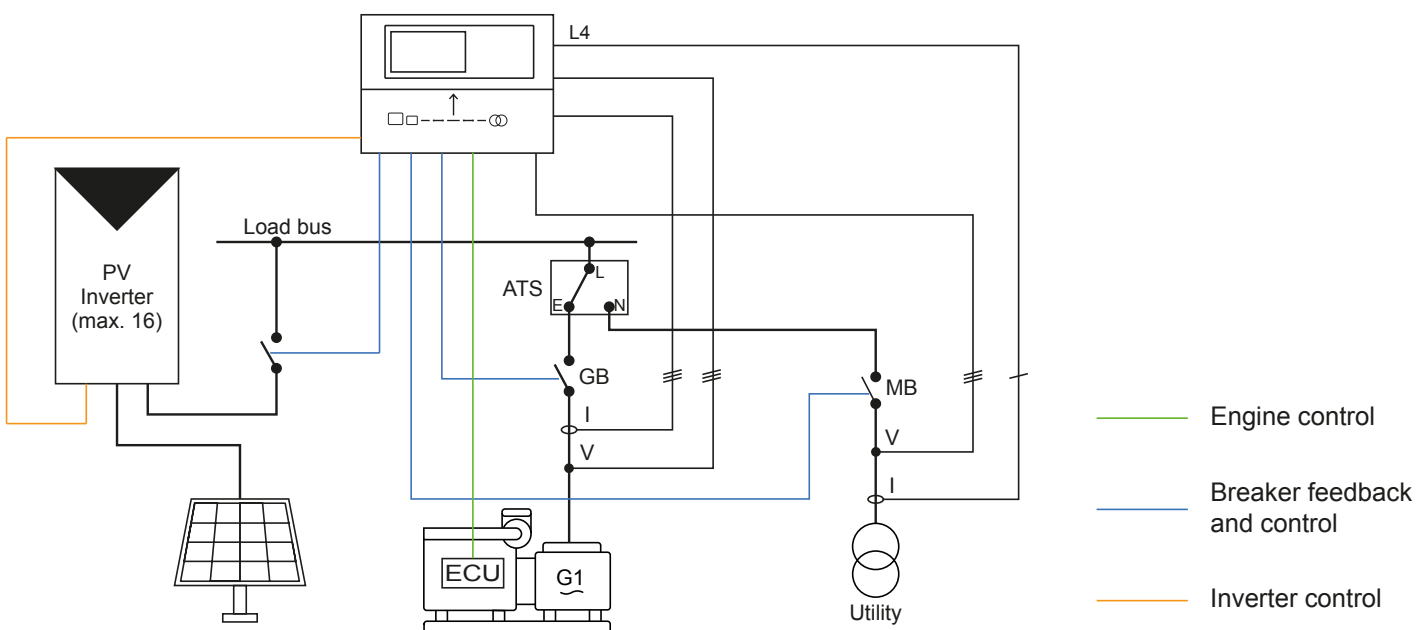 L4
Load bus
PV
Inverter
(max. 16)
ATS
L
E
N
GB
MB
I
V
V
I
ECU
G1
Utility
Engine control
Breaker feedback
and control
Inverter control